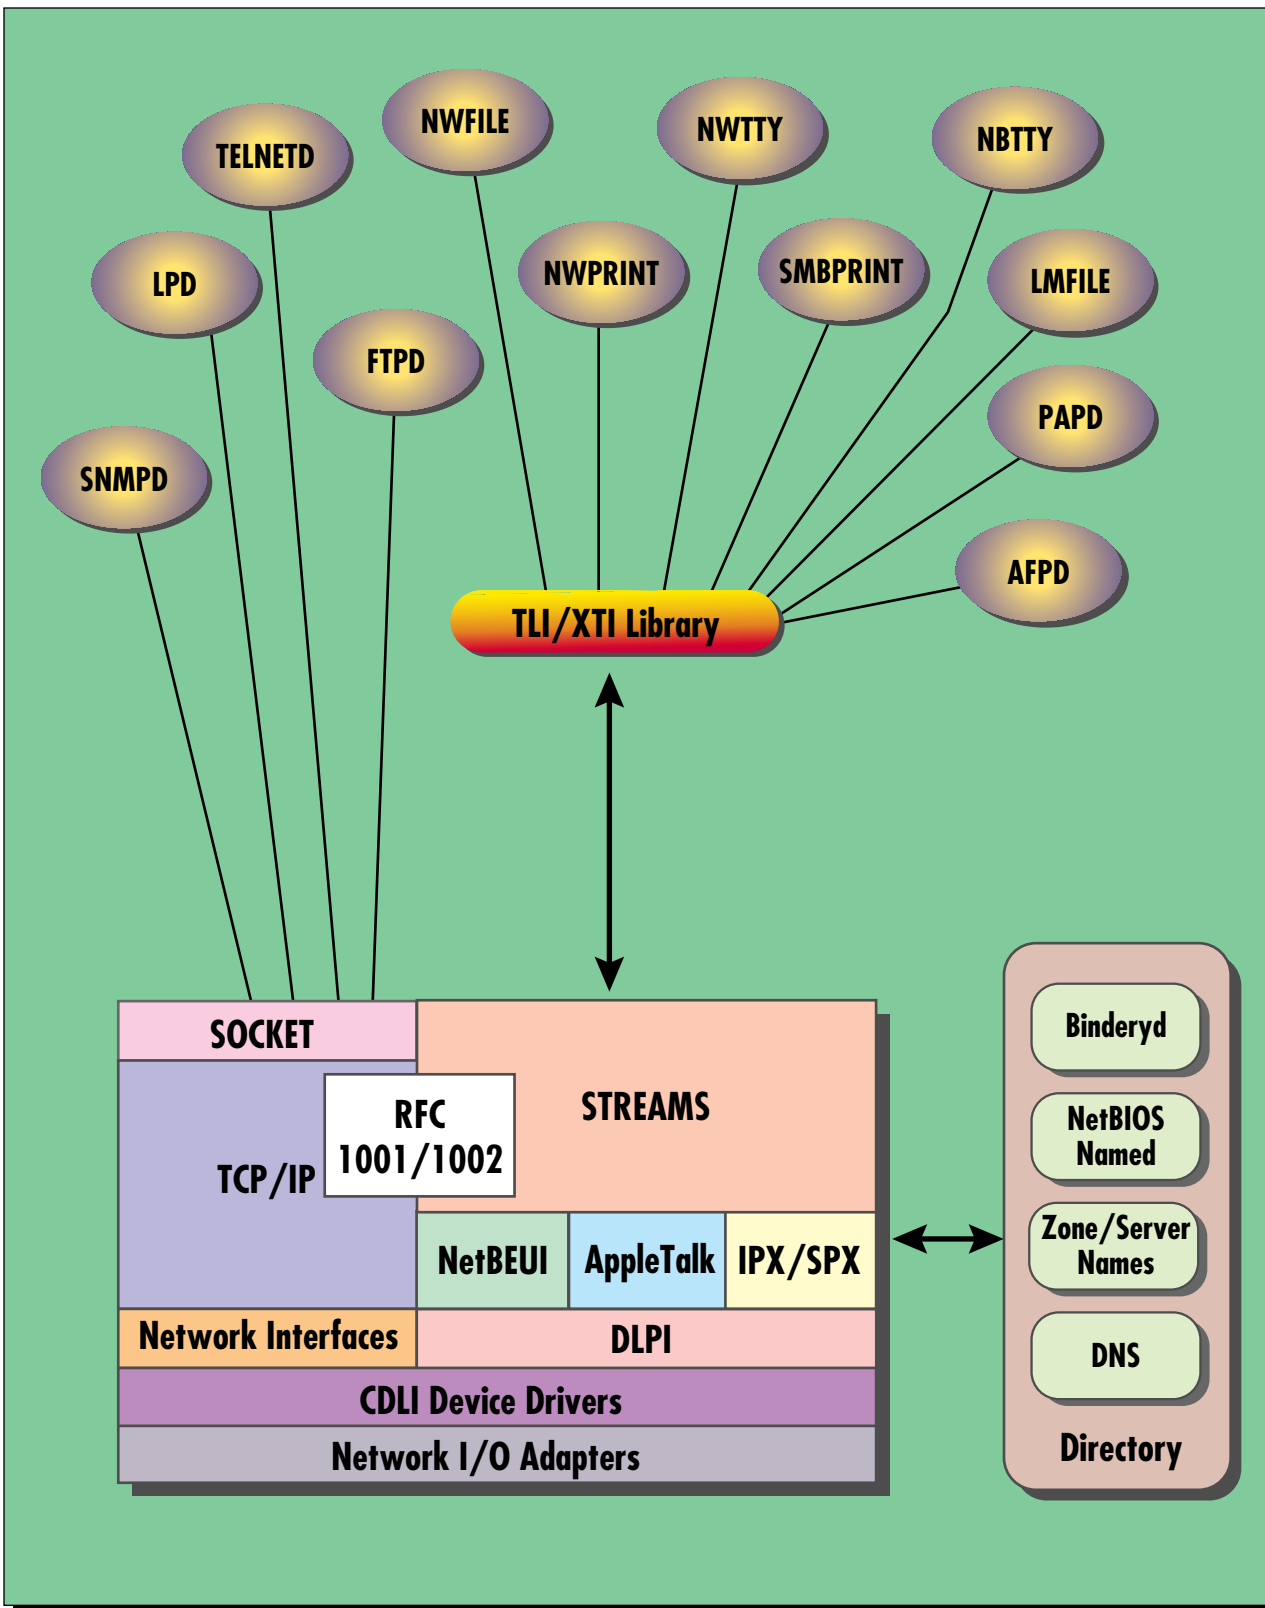 NWFILE
NWTTY
NBTTY
TELNETD
NWPRINT
SMBPRINT
LMFILE
LPD
FTPD
PAPD
SNMPD
AFPD
TLI/XTI Library
SOCKET
STREAMS
RFC
1001/1002
TCP/IP
NetBEUI
AppleTalk
IPX/SPX
Network Interfaces
DLPI
CDLI Device Drivers
Network I/O Adapters
Binderyd
NetBIOS
Named
Zone/Server
Names
DNS
Directory